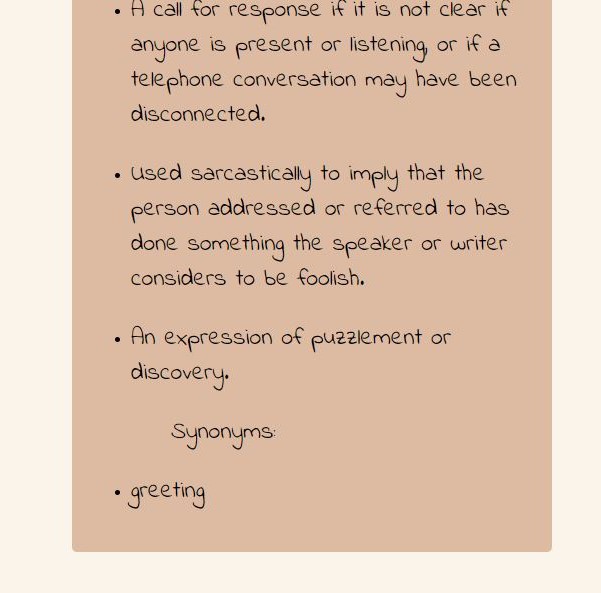 • A call for response if it is not clear if
anyone is present or listening, or if a
telephone conversation may have been
disconnected.
• Used sarcastically to imply that the
person addressed or referred to has
done something the speaker or writer
considers to be foolish.
• An expression of puzzlement or
discovery.
Synonyms:
• greeting